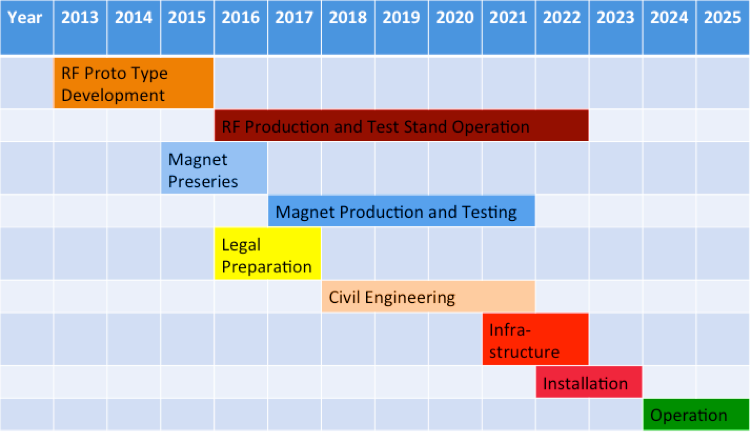 Year 2013 2014 2015 2016 2017 2018 2019 2020 2021 2022 2023 2024 2025
RF Proto Type
Development
RF Production and Test Stand Operation
Magnet
Preseries
Magnet Production and Testing
Legal
Preparation
Civil Engineering
Infra-
structure
Installation
Operation